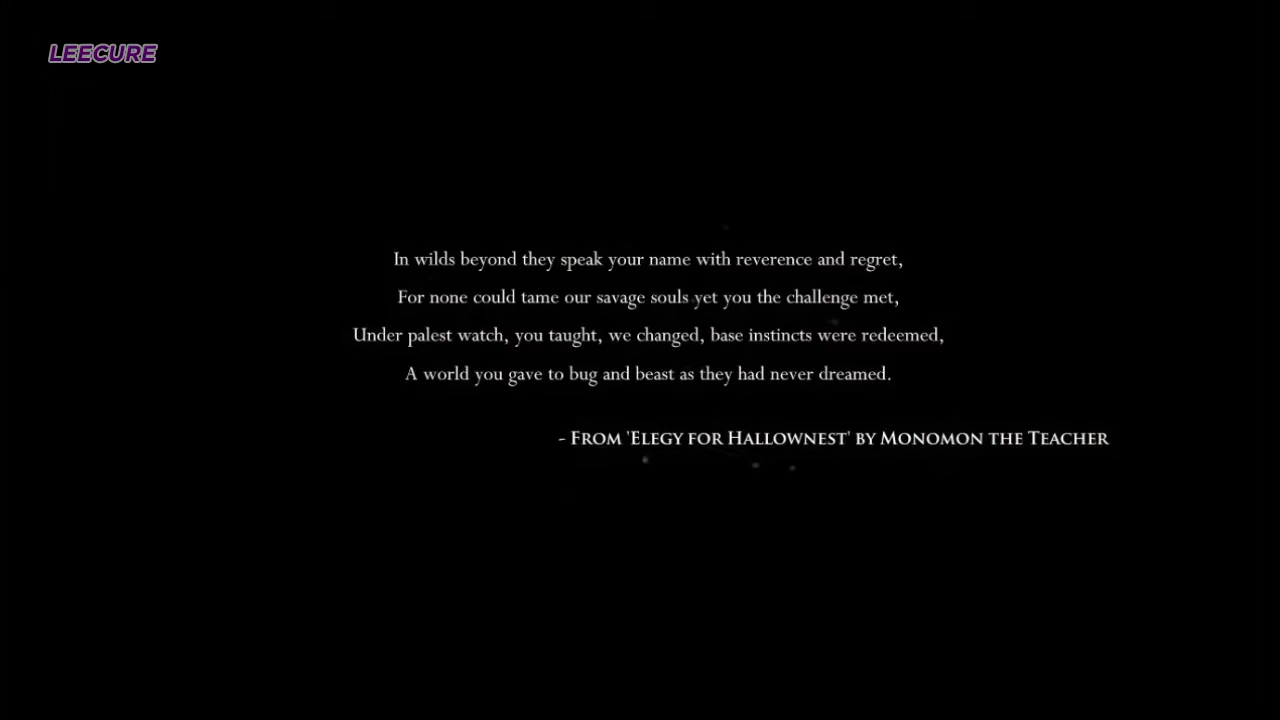 LEECURE
In wilds beyond they speak your name with reverence and regret,
For none could tame our savage souls yet you the challenge met,
Under palest watch, you taught, we changed, base instincts were redeemed,
A world you gave to bug and beast as they had never dreamed.
- From 'Elegy for Hallownest' by Monomon the Teacher